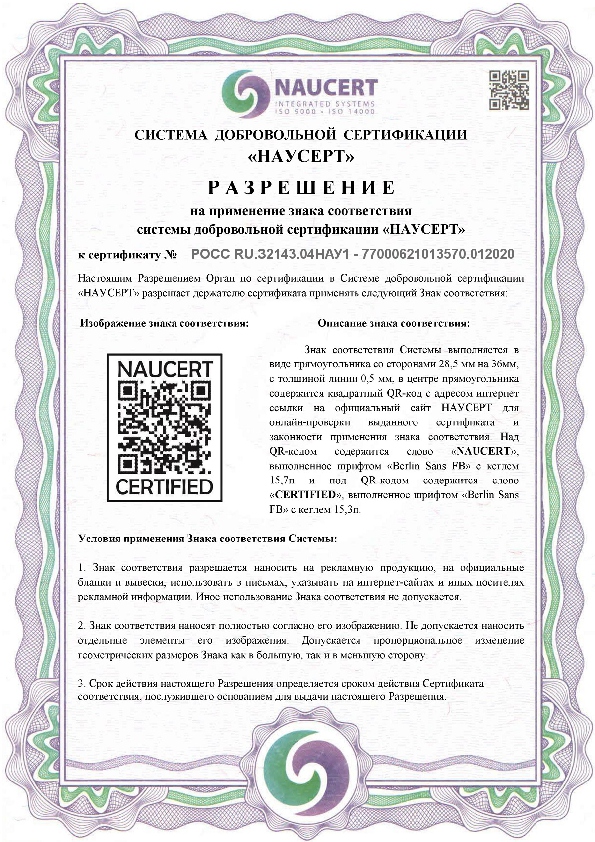 NAUCERT
INTEGRATED SYSTEMS
ISO 9000 - ISO 14000
СИСТЕМА ДОБРОВОЛЬНОЙ СЕРТИФИКАЦИИ
«НАУСЕРТ»
РАЗРЕШЕНИЕ
на применение знака соответствия
системы добровольной сертификации «НАУСЕРТ»
к сертификату № РОСС RU.32143.04НАУ1 - 77000621013570.012020
Настоящим Разрешением Орган по сертификации в Системе добровольной сертификации
«НАУСЕРТ» разрешает держателю сертификата применять следующий Знак соответствия:
Изображение знака соответствия:
NAUCERT
CERTIFIED
Описание знака соответствия:
Знак соответствия Системы выполняется в
виде прямоугольника со сторонами 28,5 мм на 36мм,
с толщиной линии 0,5 мм, в центре прямоугольника
содержится квадратный QR-код с адресом интернет
ссылки на официальный сайт НАУСЕРТ для
онлайн-проверки выданного сертификата и
законности применения знака соответствия. Над
QR-кодом содержится слово «NAUCERT»,
выполненное шрифтом «Berlin Sans FB» с кеглем
15,7п и под QR-кодом содержится слово
«CERTIFIED», выполненное шрифтом «Berlin Sans
FB» с кеглем 15,3п.
Условия применения Знака соответствия Системы:
1. Знак соответствия разрешается наносить на рекламную продукцию, на официальные
бланки и вывески, использовать в письмах, указывать на интернет-сайтах и иных носителях
рекламной информации. Иное использование Знака соответствия не допускается.
2. Знак соответствия наносят полностью согласно его изображению. Не допускается наносить
отдельные элементы его изображения. Допускается пропорциональное изменение
геометрических размеров Знака как в большую, так и в меньшую сторону.
3. Срок действия настоящего Разрешения определяется сроком действия Сертификата
соответствия, послужившего основанием для выдачи настоящего Разрешения.